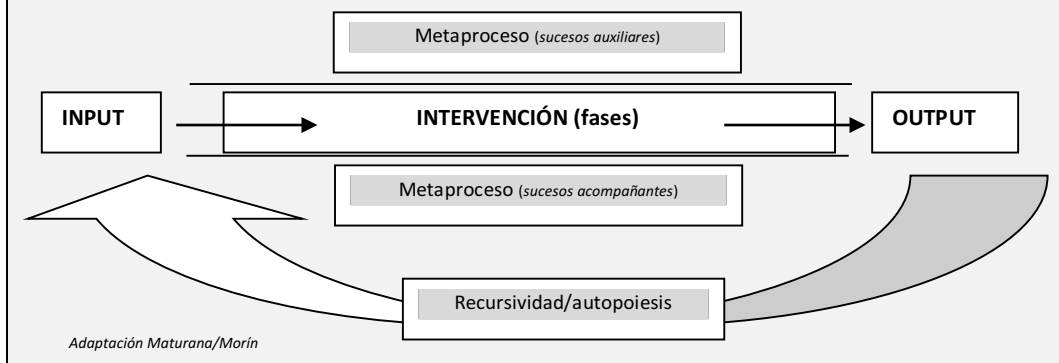 Metaproceso (sucesos auxiliares)
INPUT
INTERVENCIÓN (fases)
OUTPUT
Metaproceso (sucesos acompañantes)
Recursividad/autopoiesis
Adaptación Maturana/Morín